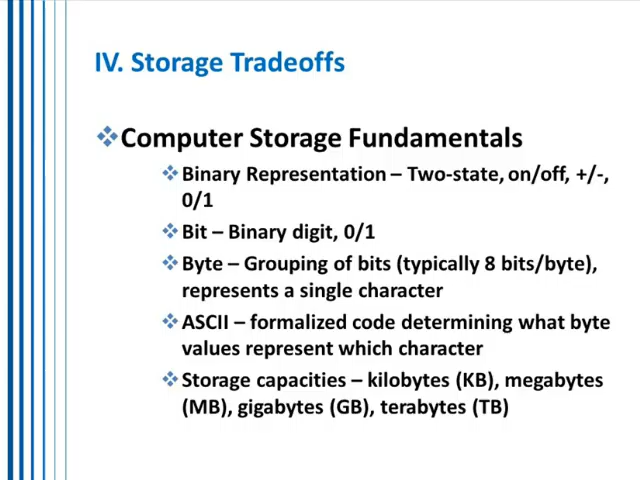 IV. Storage Tradeoffs
Computer Storage Fundamentals
Binary Representation – Two-state, on/off, +/-,
0/1
Bit – Binary digit, 0/1
Byte – Grouping of bits (typically 8 bits/byte),
represents a single character
ASCII – formalized code determining what byte
values represent which character
Storage capacities – kilobytes (KB), megabytes
(MB), gigabytes (GB), terabytes (TB)